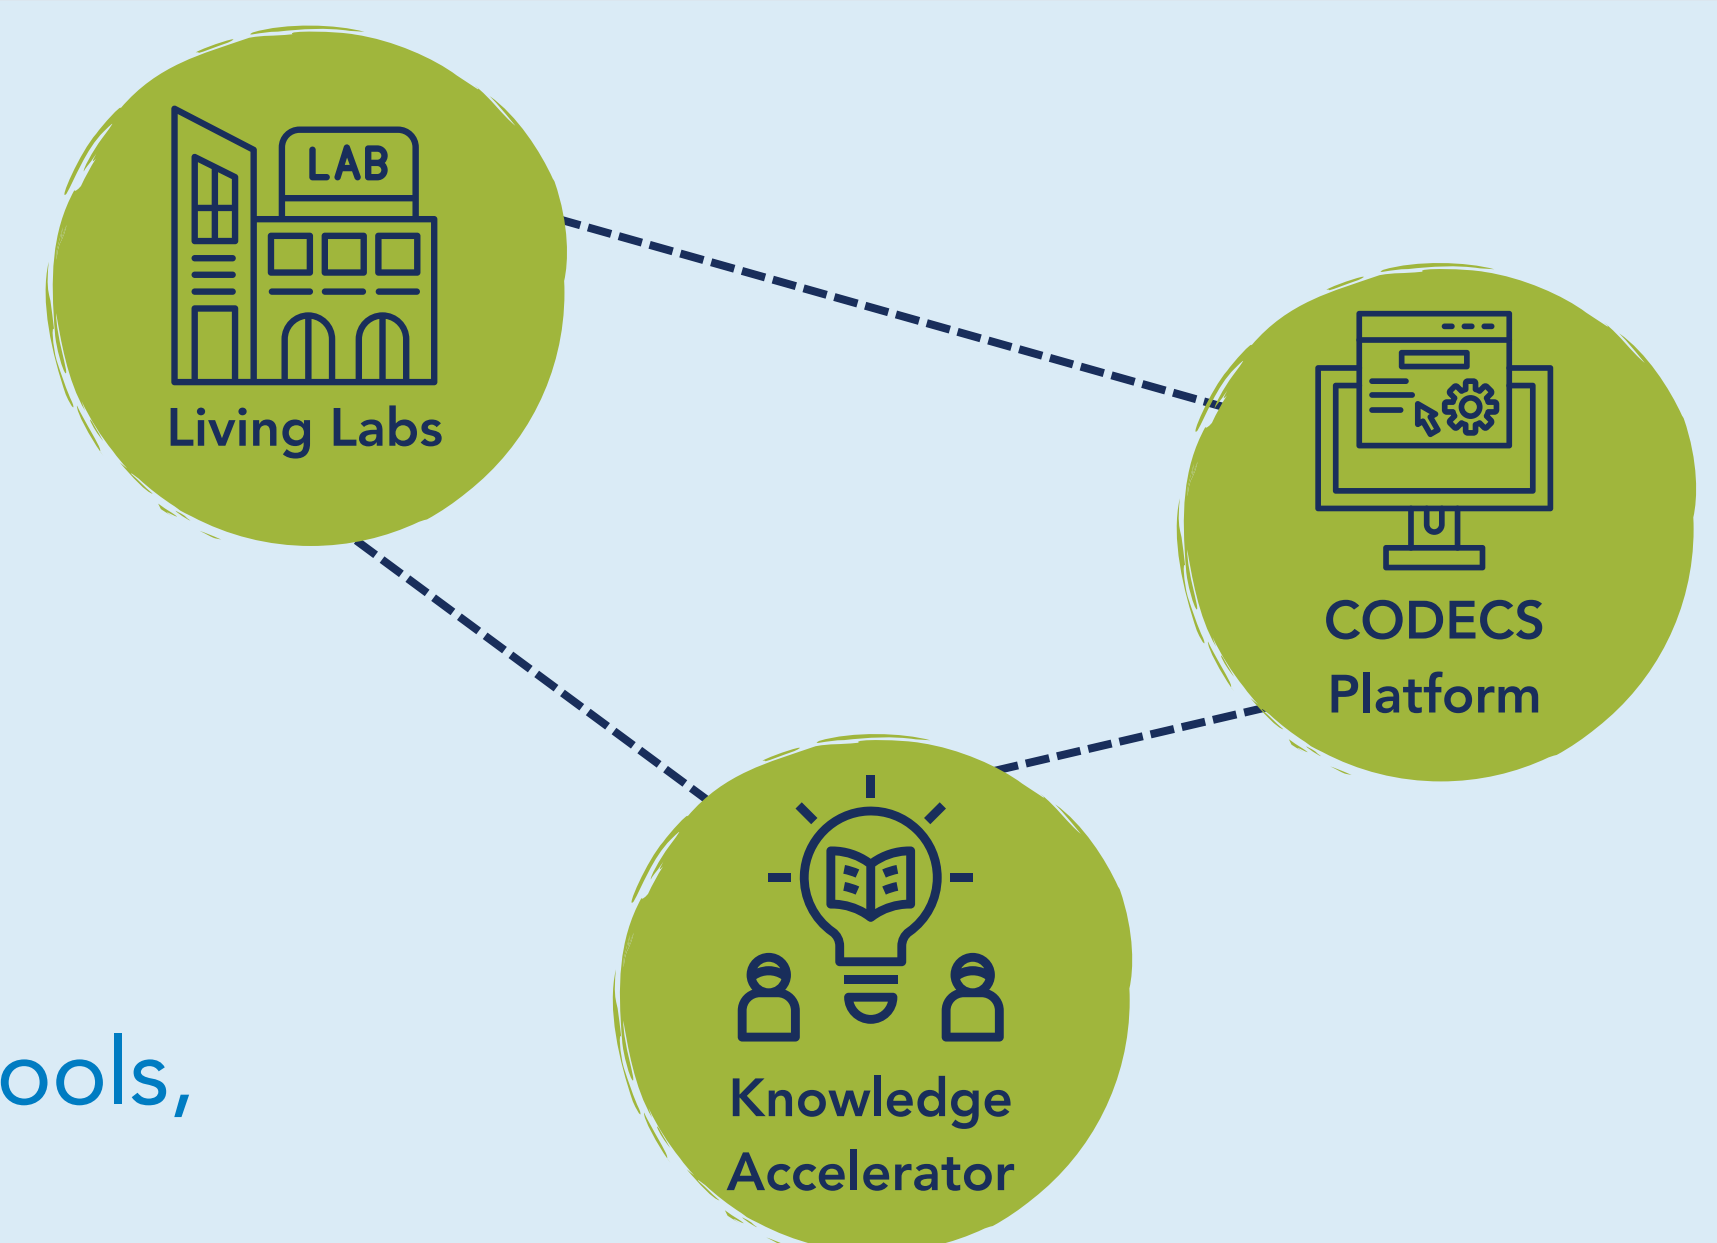 LAB
Living Labs
CODECS
Platform
ools,
Knowledge
Accelerator